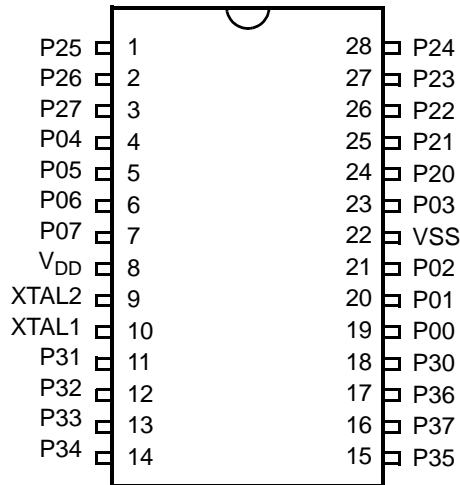 P25 1 28 P24
P26 2 27 P23
P27 3 26 P22
P04 4 25 P21
P05 5 24 P20
P06 6 23 P03
P07 7 22 VSS
VDD 8 21 P02
XTAL2 9 20 P01
XTAL1 10 19 P00
P31 11 18 P30
P32 12 17 P36
P33 13 16 P37
P34 14 15 P35